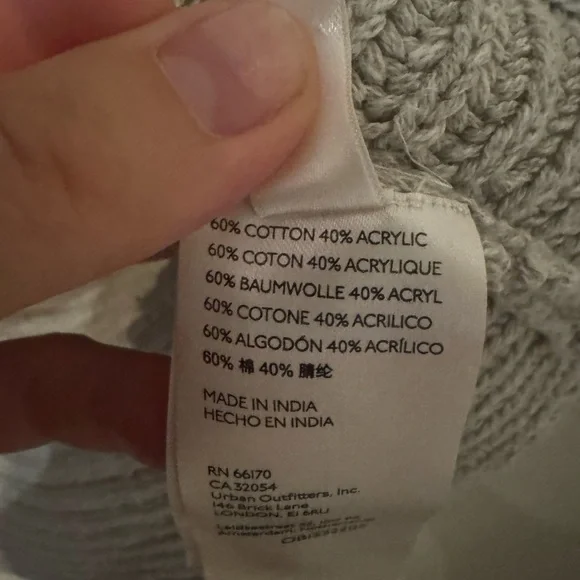 60% COTTON 40% ACRYLIC
60% COTON 40% ACRYLIQUE
60% BAUMWOLLE 40% ACRYL
60% COTONE 40% ACRILICO
60% ALGODÓN 40% ACRÍLICO
60% 棉 40% 腈纶
MADE IN INDIA
HECHO EN INDIA
RN 66170
CA 32054
Urban Outfitters, Inc.
146 Brick Lane
LONDON, E1 6RU
Amsterdam,